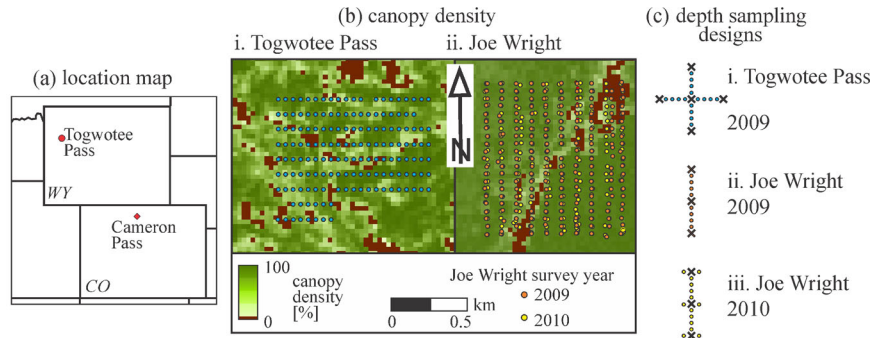 (a) location map
Togwotee
Pass
WY
Cameron
Pass
CO
(b) canopy density
i. Togwotee Pass
ii. Joe Wright
N
100
0
canopy
density
[%]
0
0.5
km
Joe Wright survey year
2009
2010
(c) depth sampling
designs
i. Togwotee Pass
2009
ii. Joe Wright
2009
iii. Joe Wright
2010